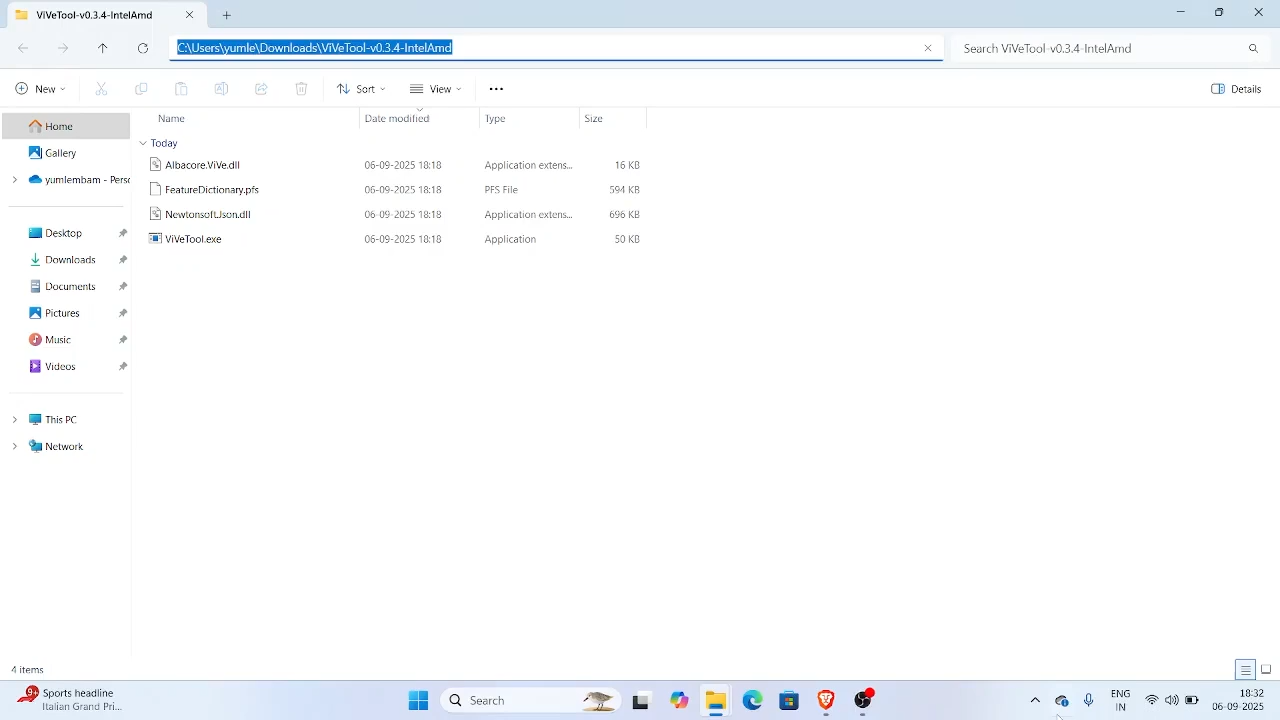 ViVeTool-v0.3.4-IntelAmd
C:\Users\yumle\Downloads\ViVeTool-v0.3.4-IntelAmd
Search ViVeTool-v0.3.4-IntelAmd
New
Sort
View
Details
Name Date modified Type Size
Home
Gallery
yumlembam - Persc
Desktop
Downloads
Documents
Pictures
Music
Videos
This PC
Network
Today
Albacore.ViVe.dll 06-09-2025 18:18 Application extens... 16 KB
FeatureDictionary.pfs 06-09-2025 18:18 PFS File 594 KB
Newtonsoft.Json.dll 06-09-2025 18:18 Application extens... 696 KB
ViVeTool.exe 06-09-2025 18:18 Application 50 KB
4 items
9+
Sports headline
Italian Grand Pri...
Search
ENG
IN
18:32
06-09-2025